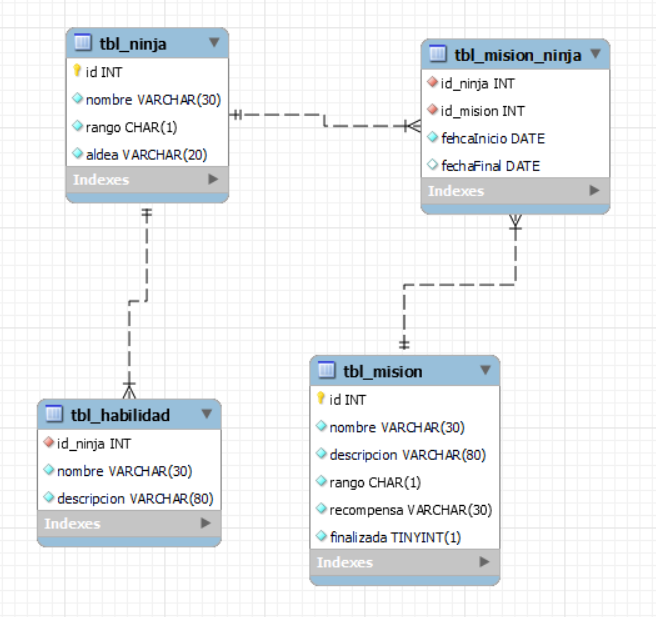 tbl_ninja
id INT
nombre VARCHAR(30)
rango CHAR(1)
aldea VARCHAR(20)
Indexes
tbl_mision_ninja
id_ninja INT
id_mision INT
fehcaInicio DATE
fechaFinal DATE
Indexes
tbl_habilidad
id_ninja INT
nombre VARCHAR(30)
descripcion VARCHAR(80)
Indexes
tbl_mision
id INT
nombre VARCHAR(30)
descripcion VARCHAR(80)
rango CHAR(1)
recompensa VARCHAR(30)
finalizada TINYINT(1)
Indexes